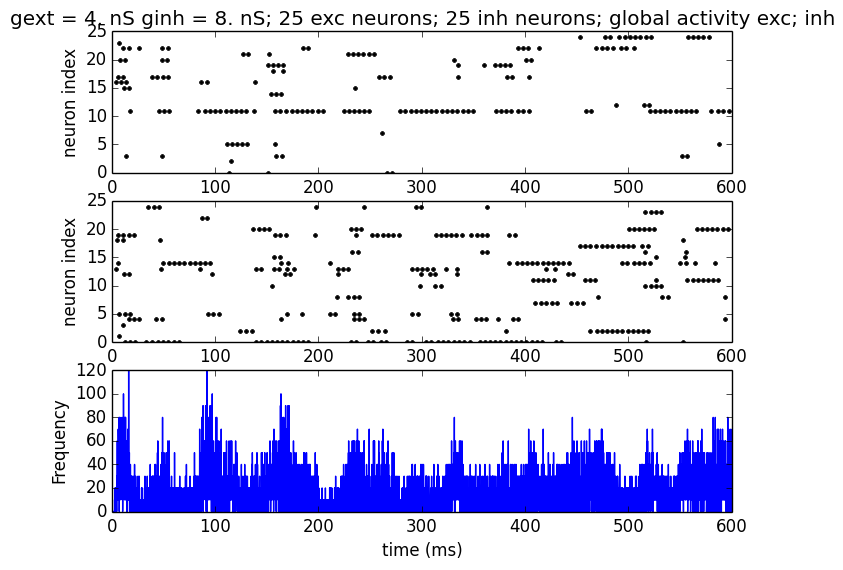 gext = 4. nS ginh = 8. nS; 25 exc neurons; 25 inh neurons; global activity exc; inh
25
20
15
10
5
0
neuron index
0 100 200 300 400 500 600
25
20
15
10
5
0
neuron index
0 100 200 300 400 500 600
120
100
80
60
40
20
0
Frequency
0 100 200 300 400 500 600
time (ms)